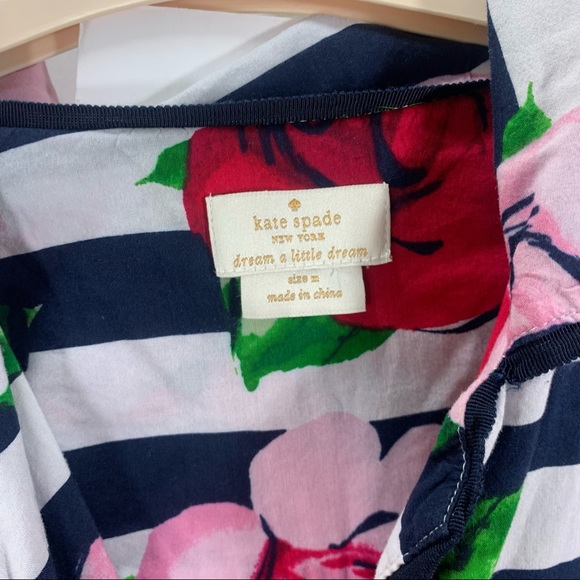 kate spade
NEW YORK
dream a little dream
size m
made in china